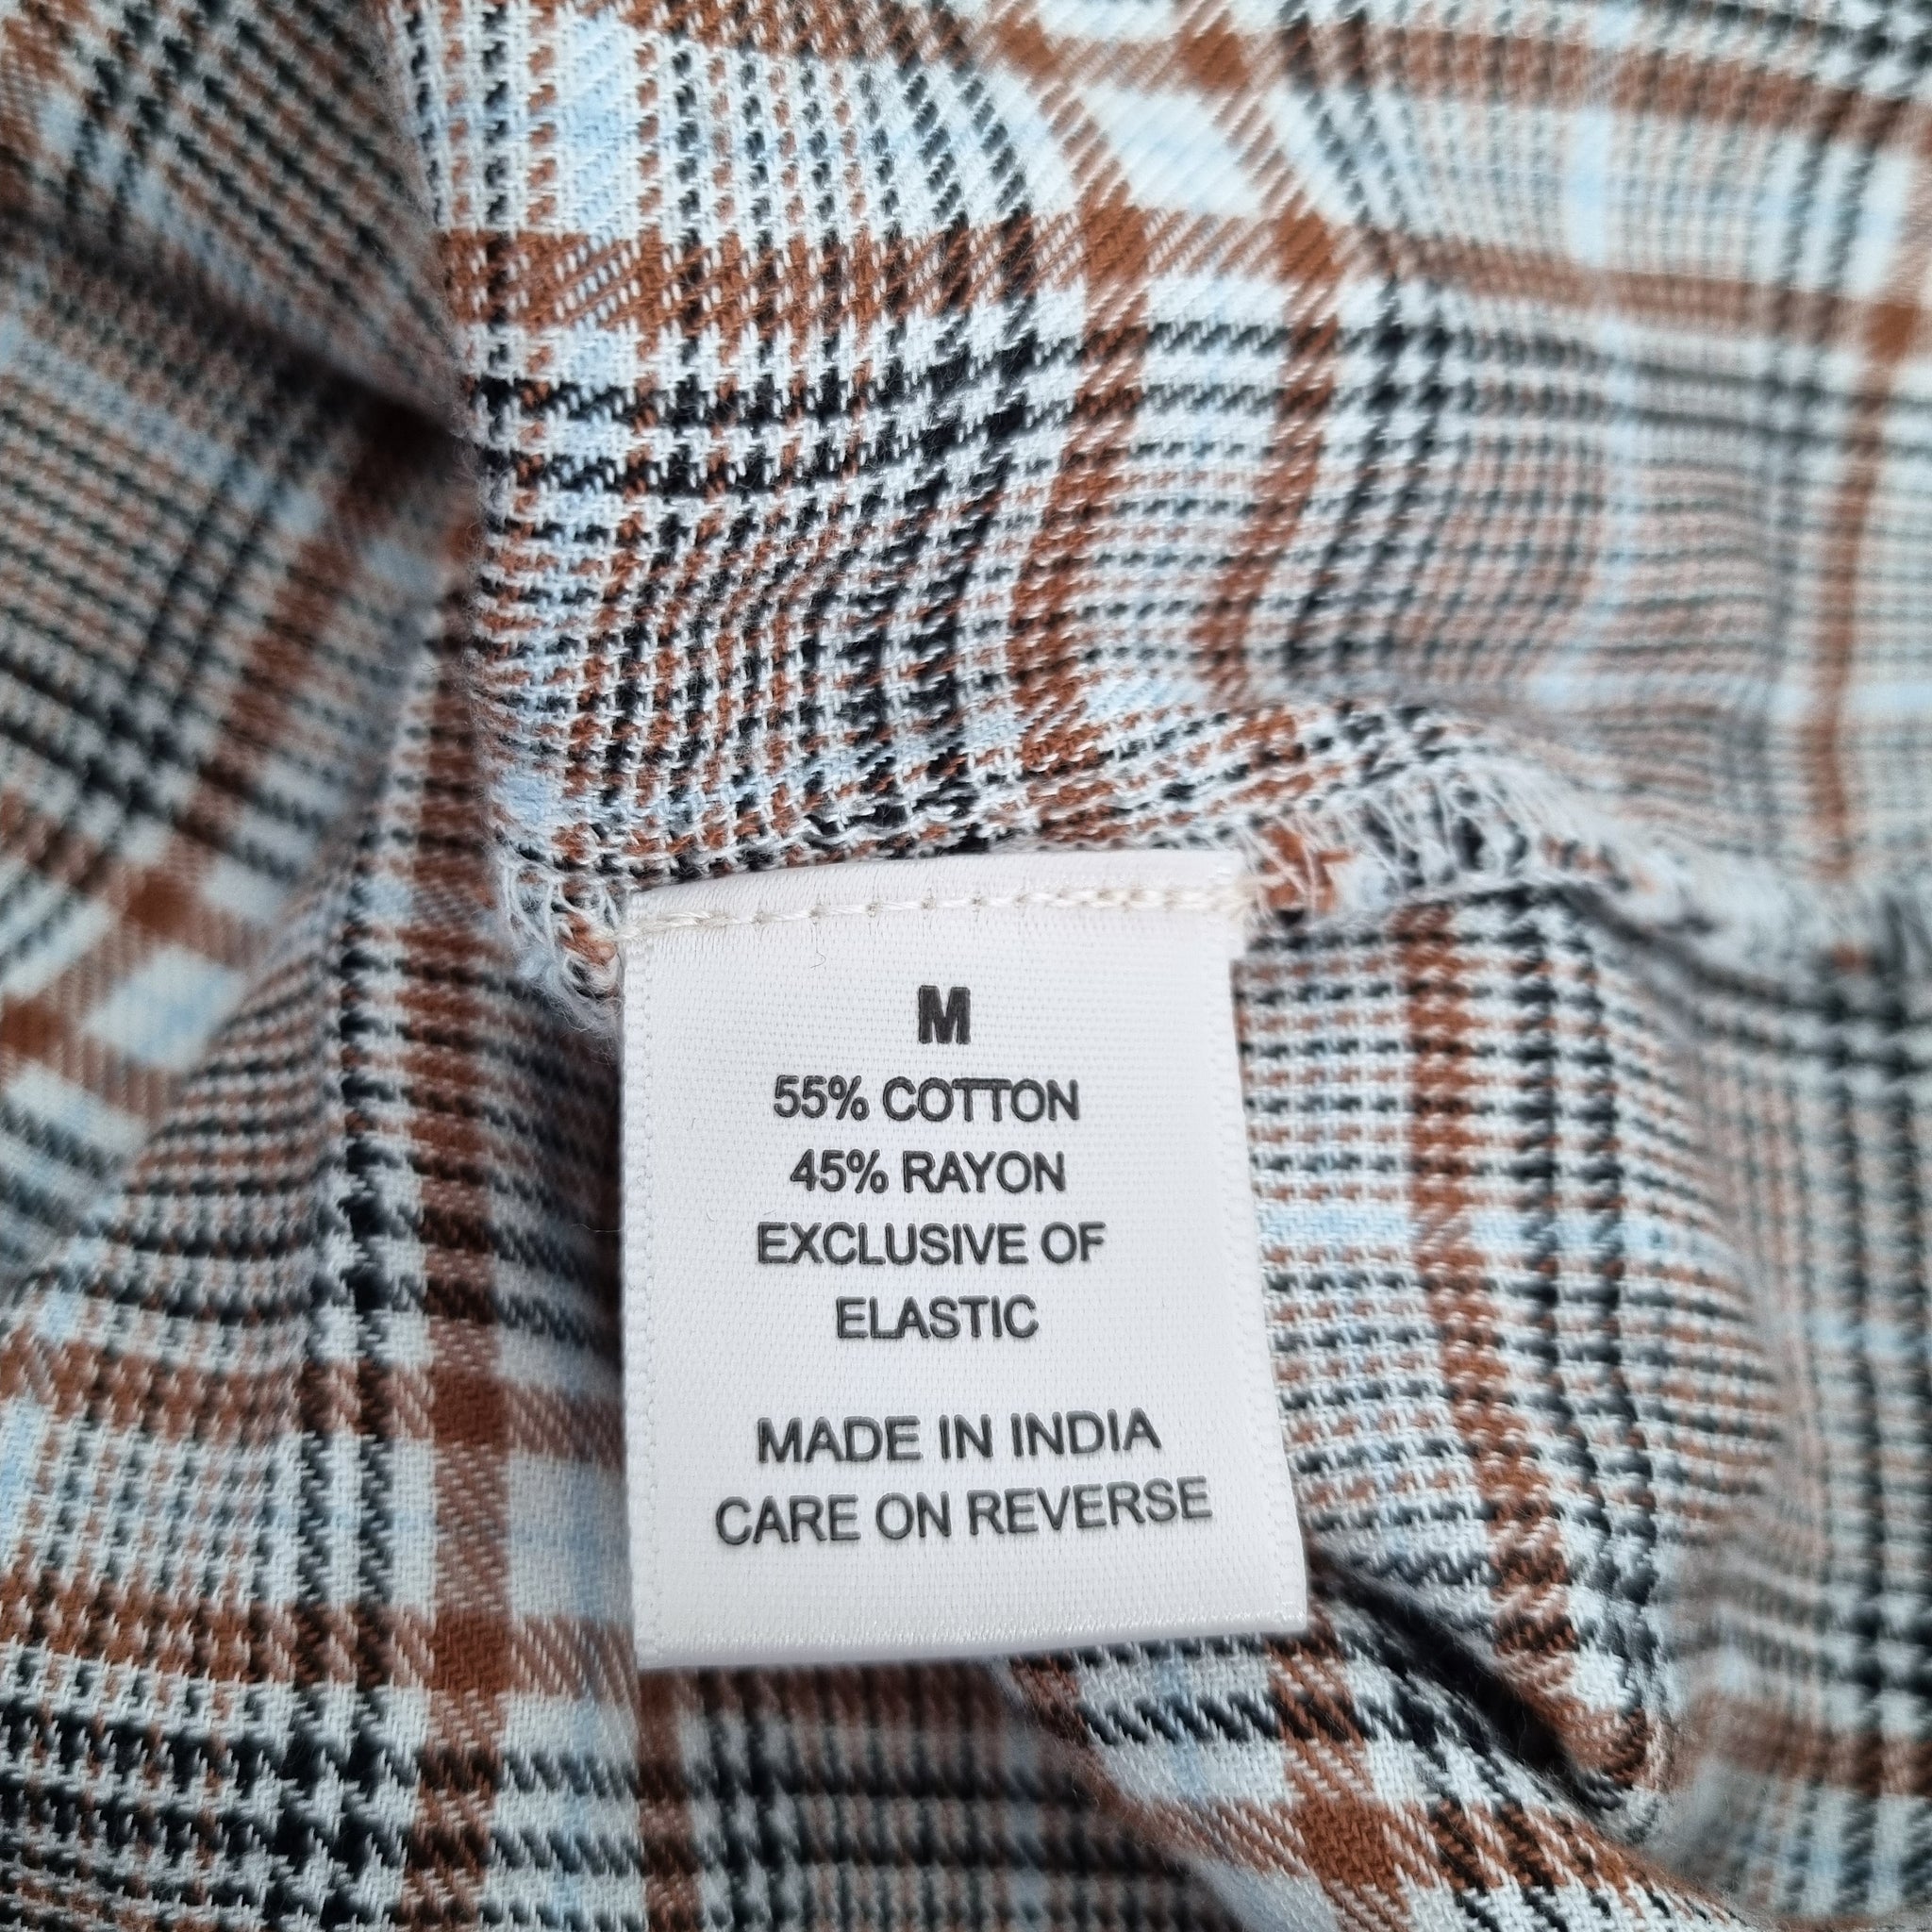 M
55% COTTON
45% RAYON
EXCLUSIVE OF
ELASTIC
MADE IN INDIA
CARE ON REVERSE